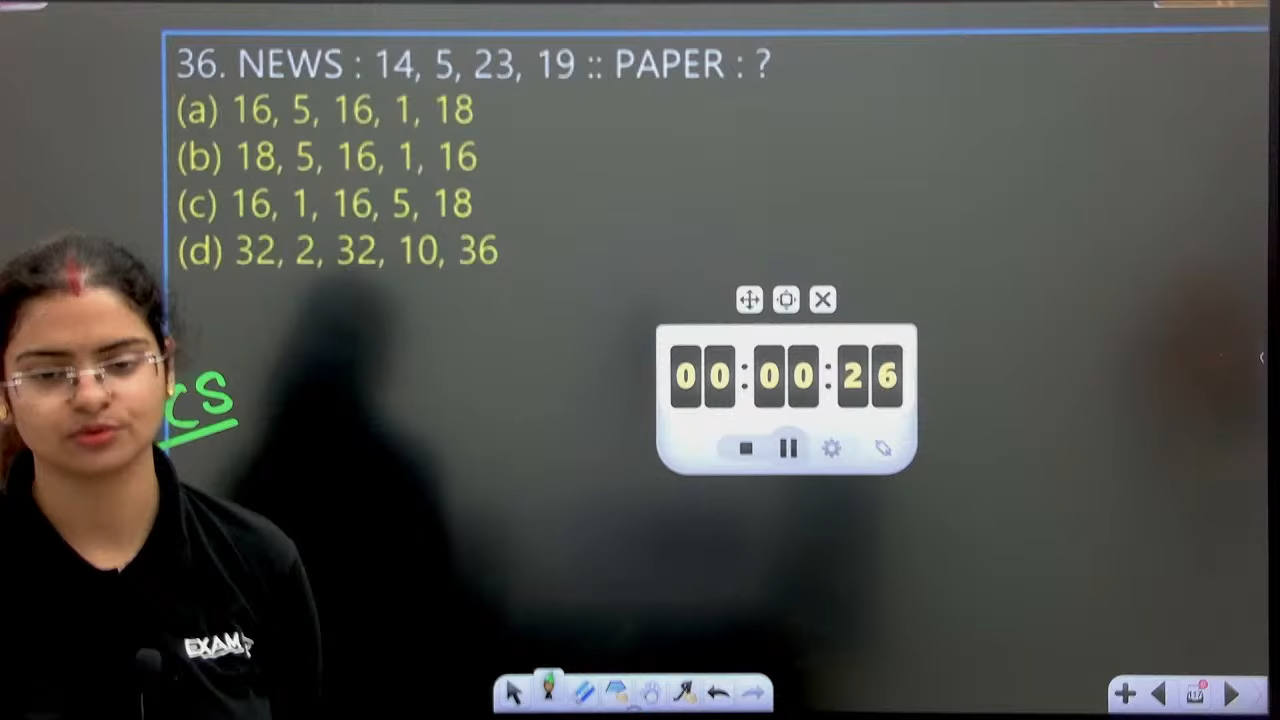 36. NEWS : 14, 5, 23, 19 :: PAPER : ?
(a) 16, 5, 16, 1, 18
(b) 18, 5, 16, 1, 16
(c) 16, 1, 16, 5, 18
(d) 32, 2, 32, 10, 36
00:00:26
CS
EXAM